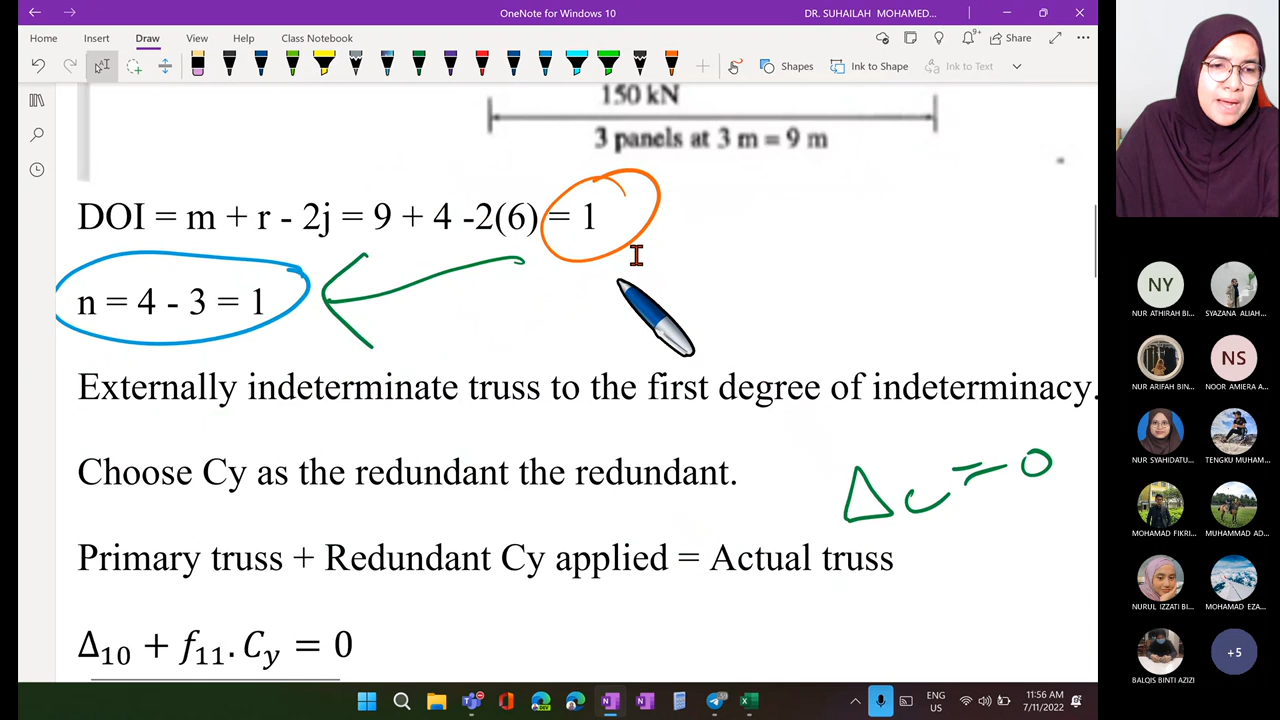 OneNote for Windows 10
DR. SUHAILAH MOHAMED...
Home Insert Draw View Help Class Notebook
Share
Shapes Ink to Shape Ink to Text
150 kN
3 panels at 3 m = 9 m
DOI = m + r - 2j = 9 + 4 -2(6) = 1
n = 4 - 3 = 1
Externally indeterminate truss to the first degree of indeterminacy.
Choose Cy as the redundant the redundant.
Δc = 0
Primary truss + Redundant Cy applied = Actual truss
Δ₁₀ + f₁₁. C_y = 0
NY
NUR ATHIRAH BI...
SYAZANA ALIAH...
NUR ARIFAH BIN...
NS
NOOR AMIERA A...
NUR SYAHIDATU...
TENGKU MUHAM...
MOHAMAD FIKRI...
MUHAMMAD AD...
NURUL IZZATI BI...
MOHAMAD EZA...
BALQIS BINTI AZIZI
+5
ENG
US
11:56 AM
7/11/2022